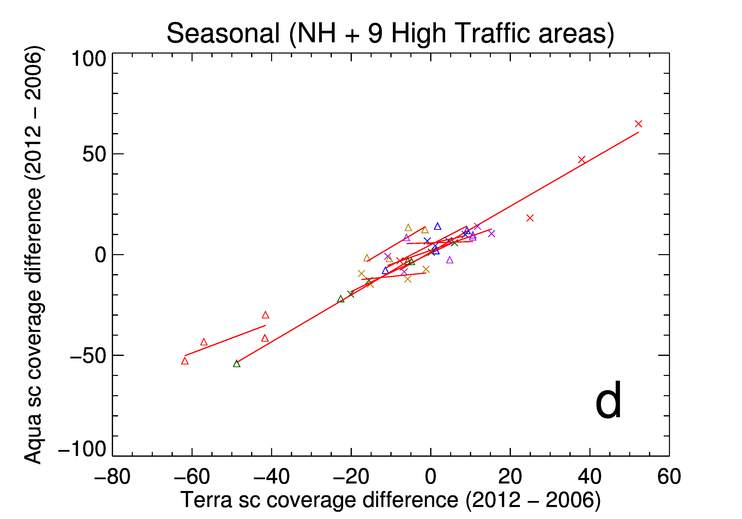 Seasonal (NH + 9 High Traffic areas)
Aqua sc coverage difference (2012 − 2006)
100
50
0
−50
−100
d
−80 −60 −40 −20 0 20 40 60
Terra sc coverage difference (2012 − 2006)